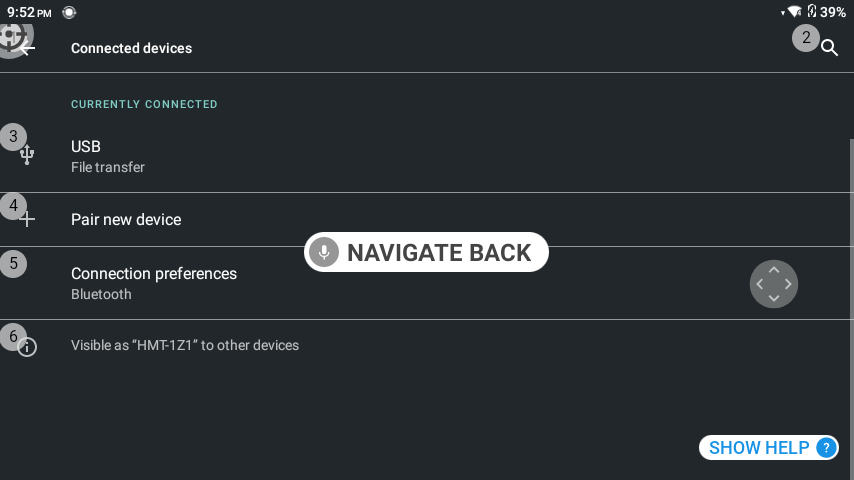 9:52 PM
39%
2
Connected devices
CURRENTLY CONNECTED
3
USB
File transfer
4
Pair new device
NAVIGATE BACK
5
Connection preferences
Bluetooth
6
Visible as “HMT-1Z1” to other devices
SHOW HELP ?